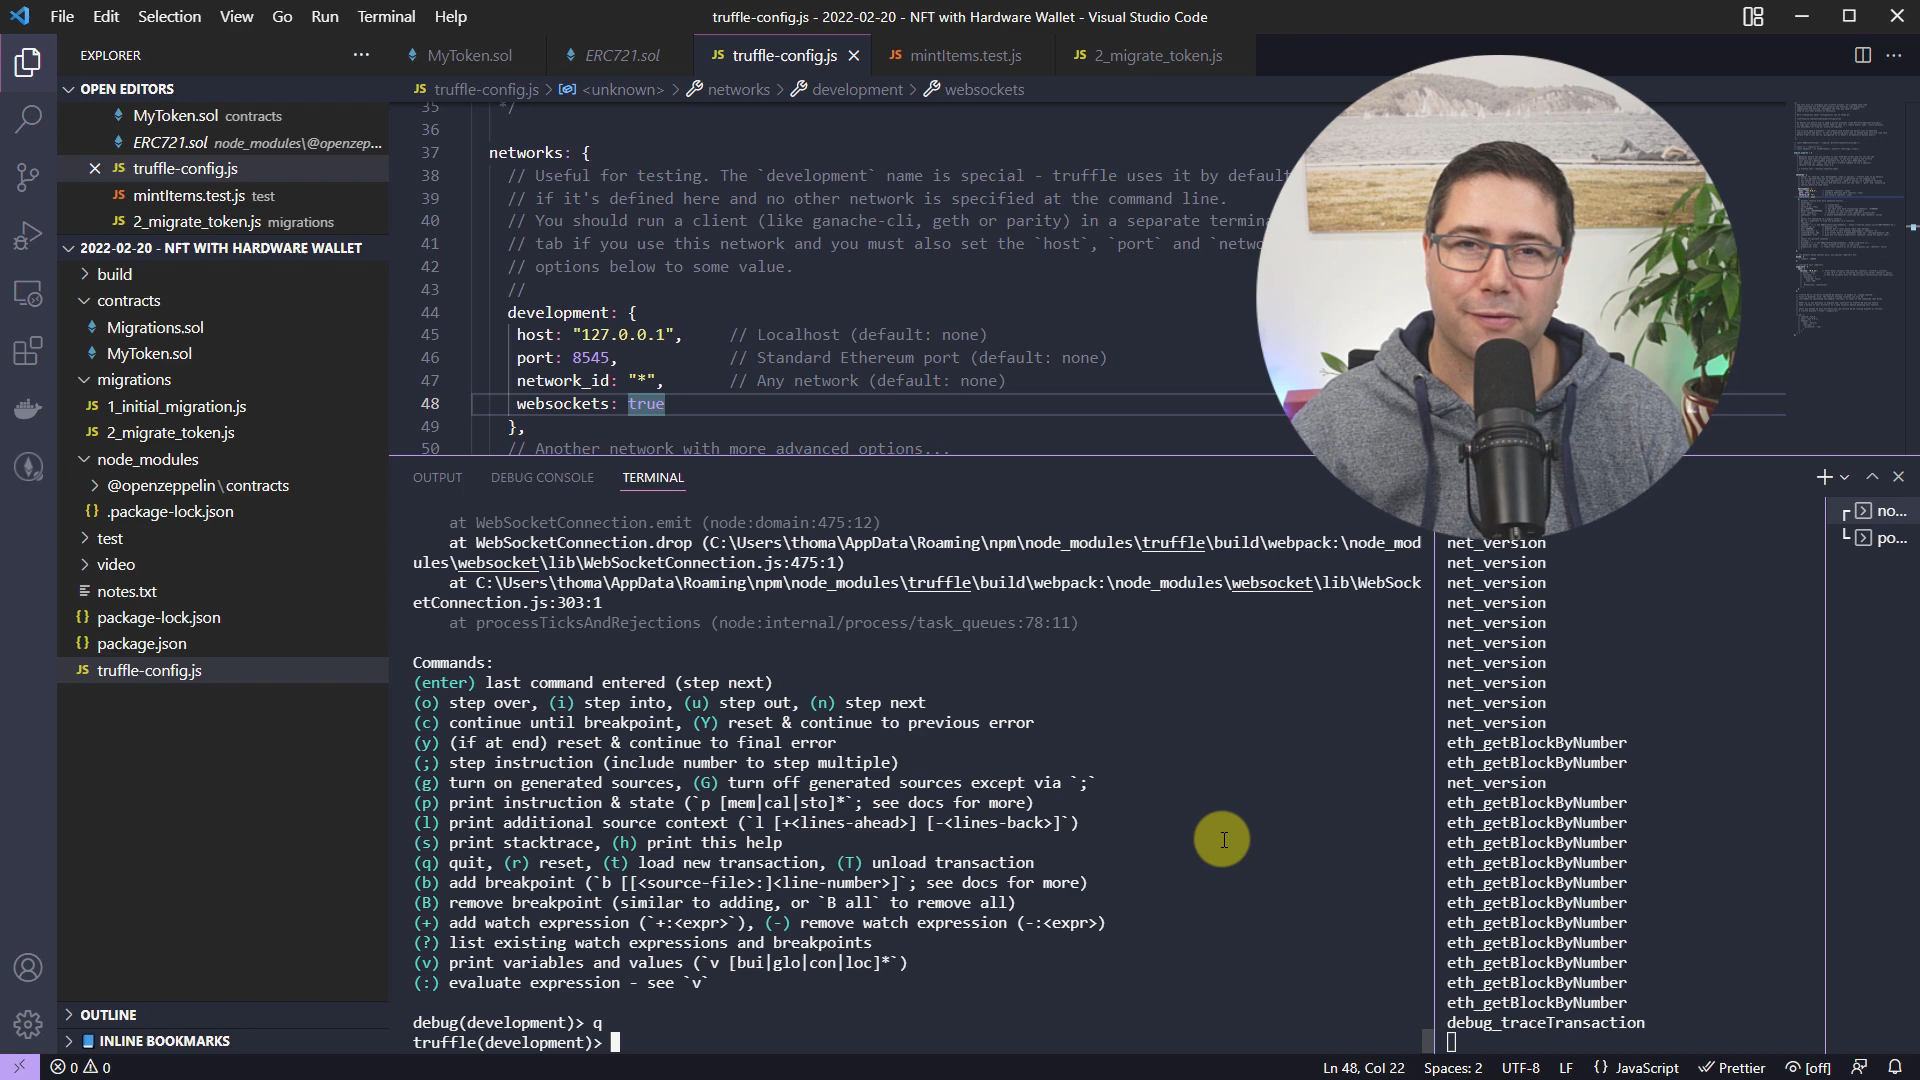 File Edit Selection View Go Run Terminal Help
truffle-config.js - 2022-02-20 - NFT with Hardware Wallet - Visual Studio Code
EXPLORER
MyToken.sol
ERC721.sol
JS truffle-config.js
JS mintItems.test.js
JS 2_migrate_token.js
JS truffle-config.js > <unknown> > networks > development > websockets
OPEN EDITORS
MyToken.sol contracts
ERC721.sol node_modules\@openzep...
JS truffle-config.js
JS mintItems.test.js test
JS 2_migrate_token.js migrations
2022-02-20 - NFT WITH HARDWARE WALLET
build
contracts
Migrations.sol
MyToken.sol
migrations
JS 1_initial_migration.js
JS 2_migrate_token.js
node_modules
@openzeppelin\contracts
{} .package-lock.json
test
video
notes.txt
{} package-lock.json
{} package.json
JS truffle-config.js
OUTLINE
INLINE BOOKMARKS
35 */
36
37 networks: {
38 // Useful for testing. The `development` name is special - truffle uses it by default
39 // if it's defined here and no other network is specified at the command line.
40 // You should run a client (like ganache-cli, geth or parity) in a separate termina
41 // tab if you use this network and you must also set the `host`, `port` and `netwo
42 // options below to some value.
43 //
44 development: {
45 host: "127.0.0.1", // Localhost (default: none)
46 port: 8545, // Standard Ethereum port (default: none)
47 network_id: "*", // Any network (default: none)
48 websockets: true
49 },
50 // Another network with more advanced options...
OUTPUT DEBUG CONSOLE TERMINAL
at WebSocketConnection.emit (node:domain:475:12)
at WebSocketConnection.drop (C:\Users\thoma\AppData\Roaming\npm\node_modules\truffle\build\webpack:\node_mod
ules\websocket\lib\WebSocketConnection.js:475:1)
at C:\Users\thoma\AppData\Roaming\npm\node_modules\truffle\build\webpack:\node_modules\websocket\lib\WebSock
etConnection.js:303:1
at processTicksAndRejections (node:internal/process/task_queues:78:11)
Commands:
(enter) last command entered (step next)
(o) step over, (i) step into, (u) step out, (n) step next
(c) continue until breakpoint, (Y) reset & continue to previous error
(y) (if at end) reset & continue to final error
(;) step instruction (include number to step multiple)
(g) turn on generated sources, (G) turn off generated sources except via `;`
(p) print instruction & state (`p [mem|cal|sto]*`; see docs for more)
(l) print additional source context (`l [+<lines-ahead>] [-<lines-back>]`)
(s) print stacktrace, (h) print this help
(q) quit, (r) reset, (t) load new transaction, (T) unload transaction
(b) add breakpoint (`b [[<source-file>:]<line-number>]`; see docs for more)
(B) remove breakpoint (similar to adding, or `B all` to remove all)
(+) add watch expression (`+:<expr>`), (-) remove watch expression (-:<expr>)
(?) list existing watch expressions and breakpoints
(v) print variables and values (`v [bui|glo|con|loc]*`)
(:) evaluate expression - see `v`
debug(development)> q
truffle(development)>
net_version
net_version
net_version
net_version
net_version
net_version
net_version
net_version
net_version
net_version
eth_getBlockByNumber
eth_getBlockByNumber
net_version
eth_getBlockByNumber
eth_getBlockByNumber
eth_getBlockByNumber
eth_getBlockByNumber
eth_getBlockByNumber
eth_getBlockByNumber
eth_getBlockByNumber
eth_getBlockByNumber
eth_getBlockByNumber
eth_getBlockByNumber
eth_getBlockByNumber
debug_traceTransaction
no...
po...
0 0
Ln 48, Col 22 Spaces: 2 UTF-8 LF {} JavaScript Prettier [off]